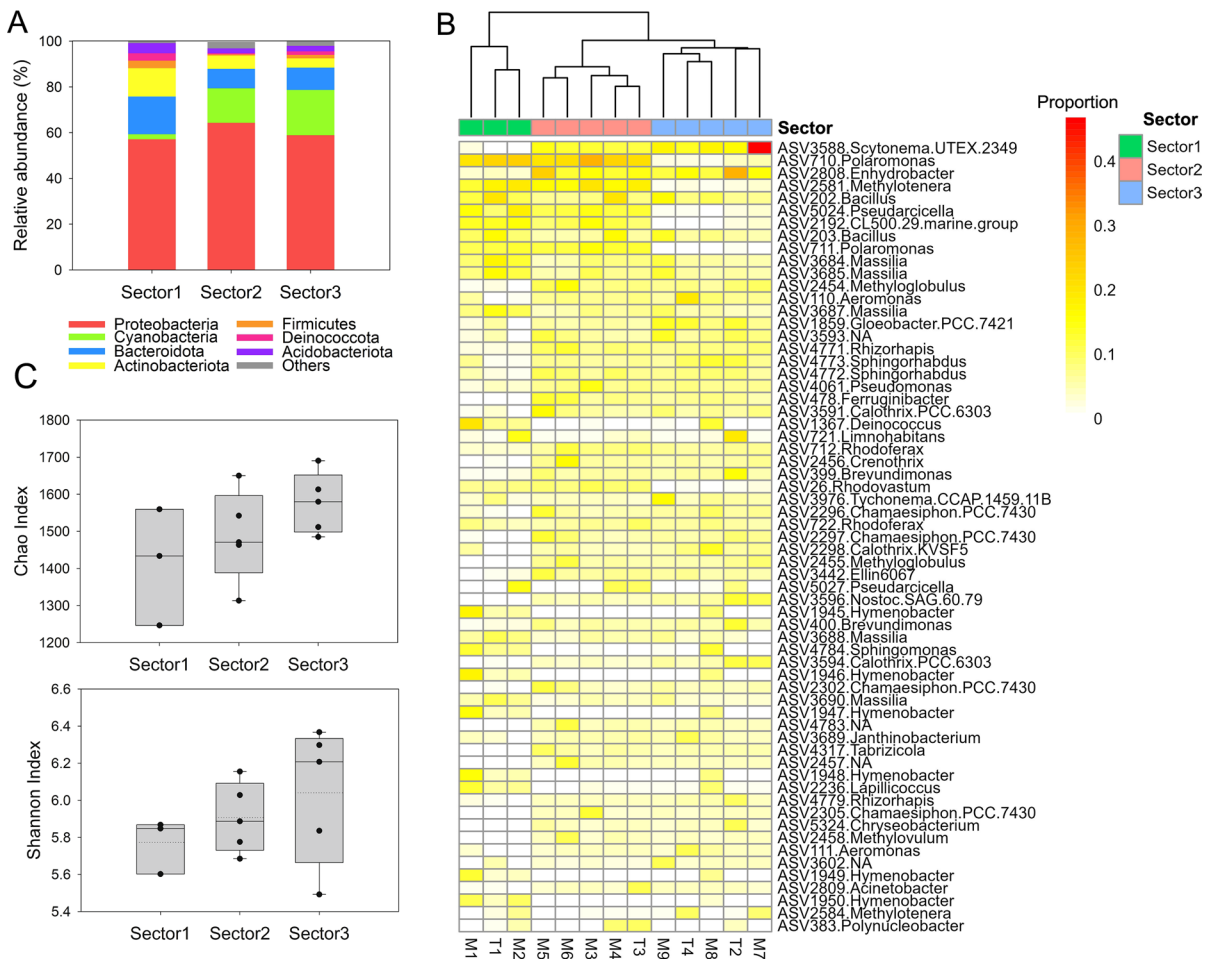 A
Relative abundance (%)
100
80
60
40
20
0
Sector1
Sector2
Sector3
Proteobacteria
Cyanobacteria
Bacteroidota
Actinobacteriota
Firmicutes
Deinococcota
Acidobacteriota
Others
B
Sector
ASV3588.Scytonema.UTEX.2349
ASV710.Polaromonas
ASV2808.Enhydrobacter
ASV2581.Methylotenera
ASV202.Bacillus
ASV5024.Pseudarcicella
ASV2192.CL500.29.marine.group
ASV203.Bacillus
ASV711.Polaromonas
ASV3684.Massilia
ASV3685.Massilia
ASV2454.Methyloglobulus
ASV110.Aeromonas
ASV3687.Massilia
ASV1859.Gloeobacter.PCC.7421
ASV3593.NA
ASV4771.Rhizorhapis
ASV4773.Sphingorhabdus
ASV4772.Sphingorhabdus
ASV4061.Pseudomonas
ASV478.Ferruginibacter
ASV3591.Calothrix.PCC.6303
ASV1367.Deinococcus
ASV721.Limnohabitans
ASV712.Rhodoferax
ASV2456.Crenothrix
ASV399.Brevundimonas
ASV26.Rhodovastum
ASV3976.Tychonema.CCAP.1459.11B
ASV2296.Chamaesiphon.PCC.7430
ASV722.Rhodoferax
ASV2297.Chamaesiphon.PCC.7430
ASV2298.Calothrix.KVSF5
ASV2455.Methyloglobulus
ASV3442.Ellin6067
ASV5027.Pseudarcicella
ASV3596.Nostoc.SAG.60.79
ASV1945.Hymenobacter
ASV400.Brevundimonas
ASV3688.Massilia
ASV4784.Sphingomonas
ASV3594.Calothrix.PCC.6303
ASV1946.Hymenobacter
ASV2302.Chamaesiphon.PCC.7430
ASV3690.Massilia
ASV1947.Hymenobacter
ASV4783.NA
ASV3689.Janthinobacterium
ASV4317.Tabrizicola
ASV2457.NA
ASV1948.Hymenobacter
ASV2236.Lapillicoccus
ASV4779.Rhizorhapis
ASV2305.Chamaesiphon.PCC.7430
ASV5324.Chryseobacterium
ASV2458.Methylovulum
ASV111.Aeromonas
ASV3602.NA
ASV1949.Hymenobacter
ASV2809.Acinetobacter
ASV1950.Hymenobacter
ASV2584.Methylotenera
ASV383.Polynucleobacter
M1
T1
M2
M5
M6
M3
M4
T3
M9
T4
M8
T2
M7
Proportion
0.4
0.3
0.2
0.1
0
Sector
Sector1
Sector2
Sector3
C
Chao Index
1800
1700
1600
1500
1400
1300
1200
Sector1
Sector2
Sector3
Shannon Index
6.6
6.4
6.2
6.0
5.8
5.6
5.4
Sector1
Sector2
Sector3